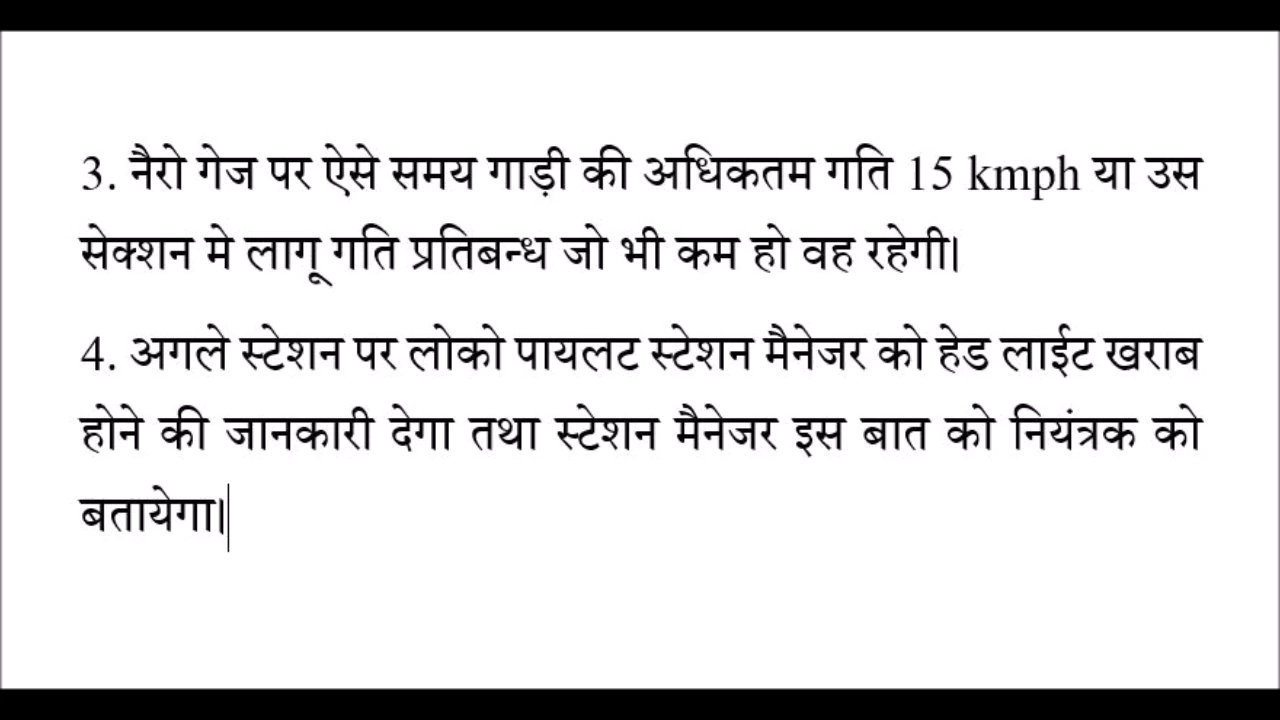 3. नैरो गेज पर ऐसे समय गाड़ी की अधिकतम गति 15 kmph या उस
सेक्शन मे लागू गति प्रतिबन्ध जो भी कम हो वह रहेगी।
4. अगले स्टेशन पर लोको पायलट स्टेशन मैनेजर को हेड लाईट खराब
होने की जानकारी देगा तथा स्टेशन मैनेजर इस बात को नियंत्रक को
बतायेगा।